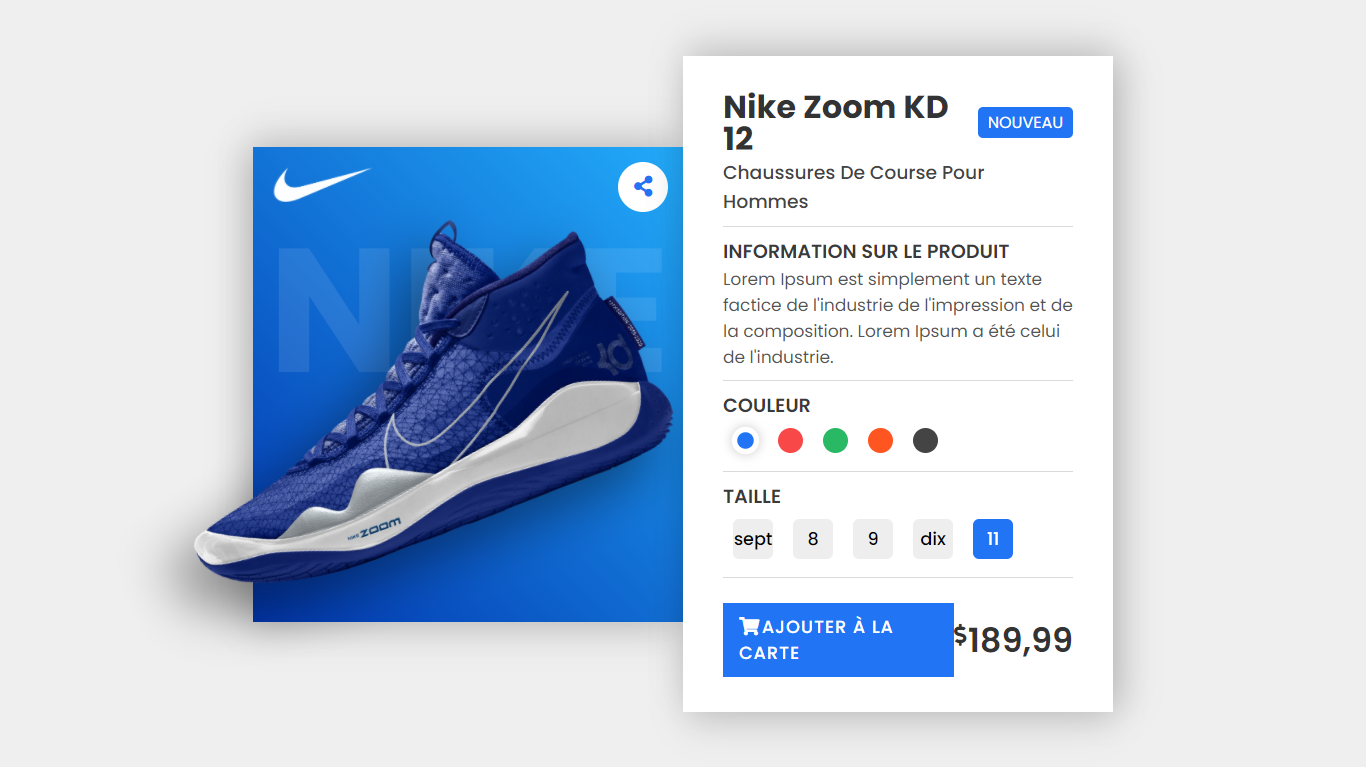 NIKE
NIKE ZOOM
Nike Zoom KD
12
NOUVEAU
Chaussures De Course Pour
Hommes
INFORMATION SUR LE PRODUIT
Lorem Ipsum est simplement un texte
factice de l'industrie de l'impression et de
la composition. Lorem Ipsum a été celui
de l'industrie.
COULEUR
TAILLE
sept 8 9 dix 11
AJOUTER À LA
CARTE
$189,99